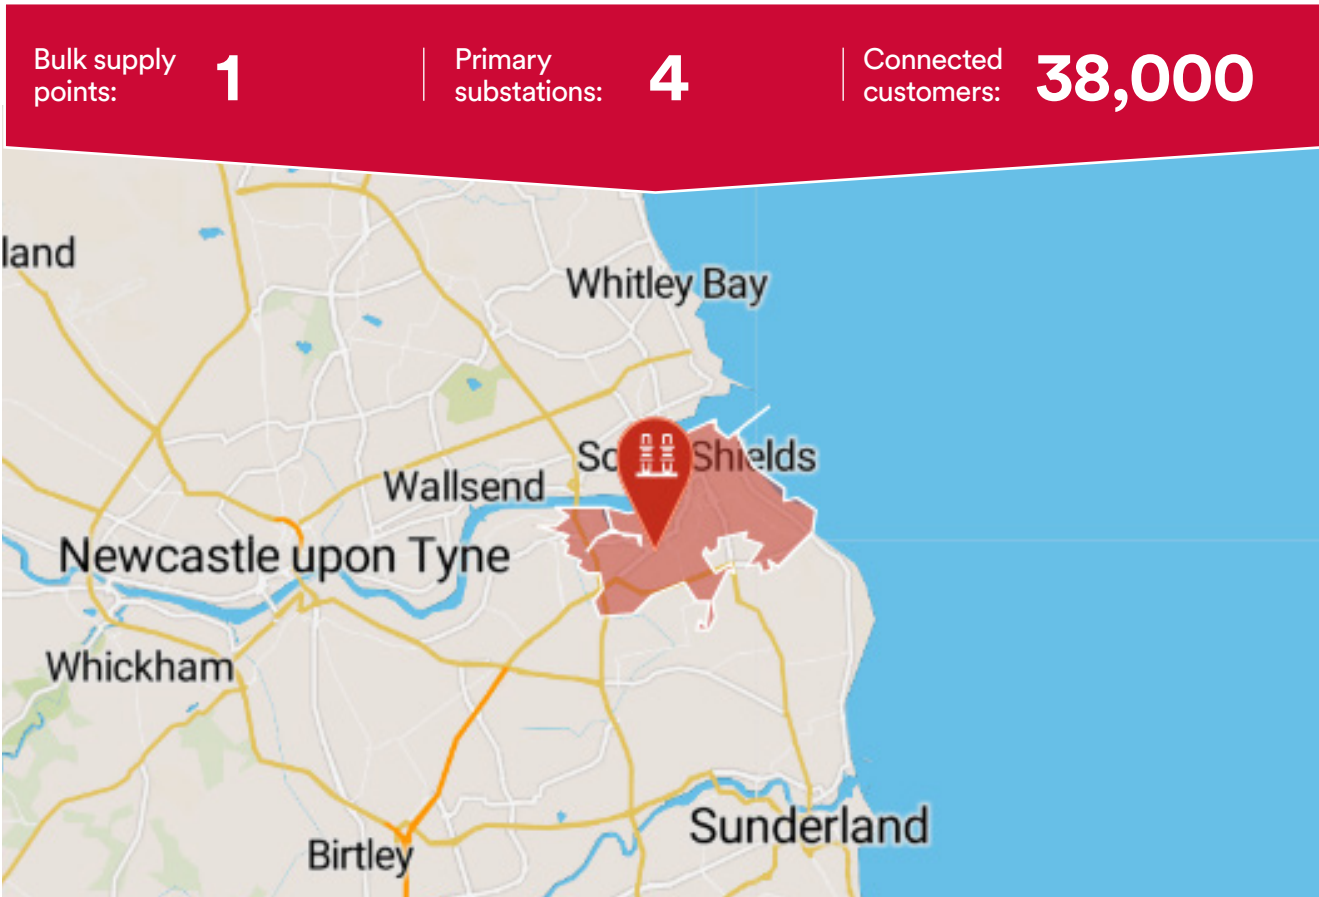 Bulk supply
points:
1
Primary
substations:
4
Connected
customers:
38,000
land
Whitley Bay
Shields
Wallsend
Newcastle upon Tyne
Whickham
Sunderland
Birtley